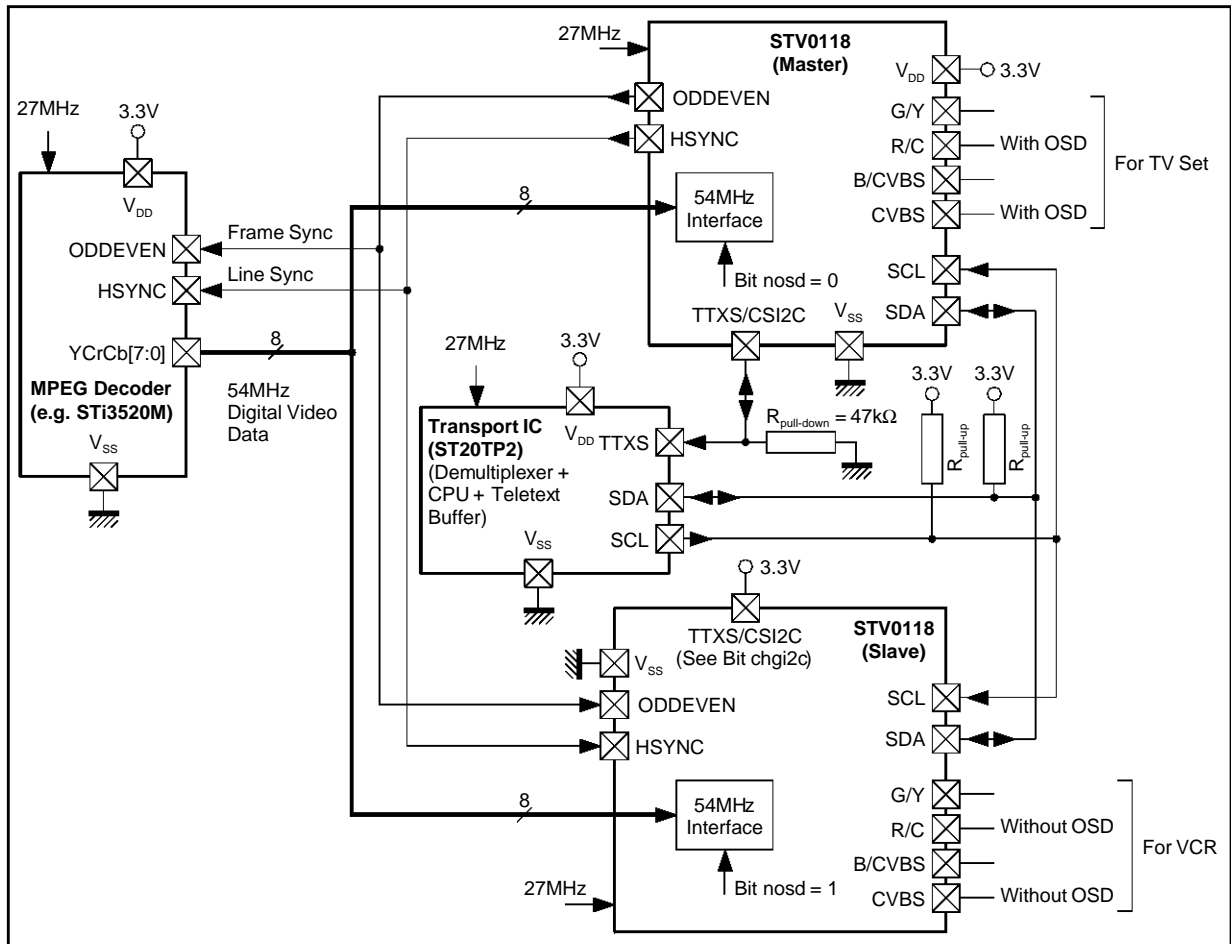 27MHz
3.3V
VDD
ODDEVEN
HSYNC
YCrCb[7:0]
MPEG Decoder
(e.g. STi3520M)
VSS
Frame Sync
Line Sync
8
54MHz
Digital Video
Data
27MHz
STV0118
(Master)
ODDEVEN
HSYNC
8
54MHz
Interface
Bit nosd = 0
TTXS/CSI2C
VSS
VDD
3.3V
G/Y
R/C
With OSD
B/CVBS
CVBS
With OSD
For TV Set
SCL
SDA
27MHz
3.3V
VDD
Transport IC
(ST20TP2)
(Demultiplexer +
CPU + Teletext
Buffer)
TTXS
SDA
SCL
VSS
Rpull-down = 47kΩ
3.3V
3.3V
Rpull-up
Rpull-up
3.3V
TTXS/CSI2C
(See Bit chgi2c)
STV0118
(Slave)
VSS
ODDEVEN
HSYNC
8
54MHz
Interface
Bit nosd = 1
27MHz
SCL
SDA
G/Y
R/C
Without OSD
B/CVBS
CVBS
Without OSD
For VCR